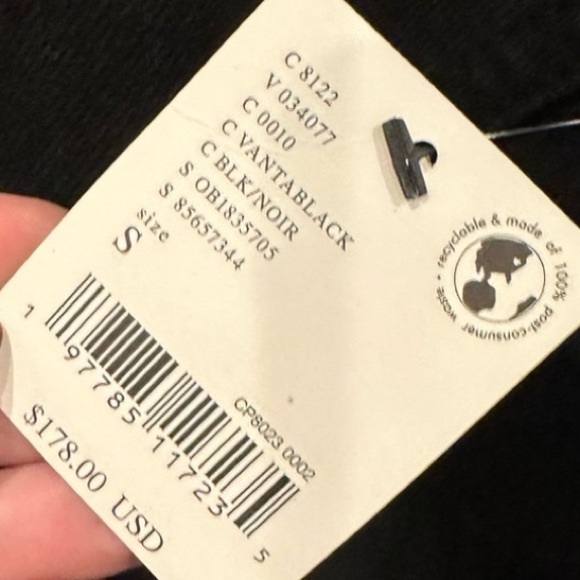 C 8122
V 034077
C 0010
C VANTABLACK
C BLK/NOIR
S OB1835705
S 85657344
size
S
recyclable & made of 100% post-consumer waste •
CP8023 0002
1 97785 11723 5
$178.00 USD